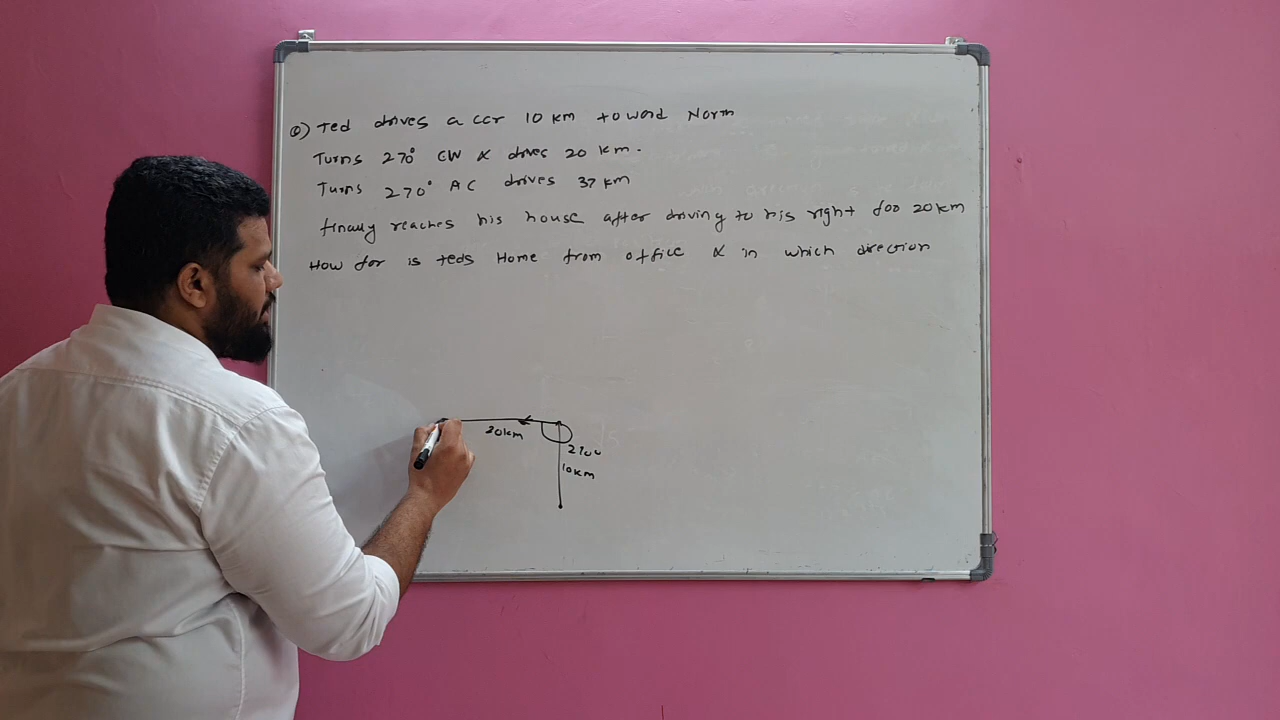 Q) Ted drives a car 10 km toward North
Turns 270° CW & drives 20 km.
Turns 270° AC drives 37 km
finally reaches his house after driving to his right for 20 km
How far is teds Home from office & in which direction
20km
270
10km